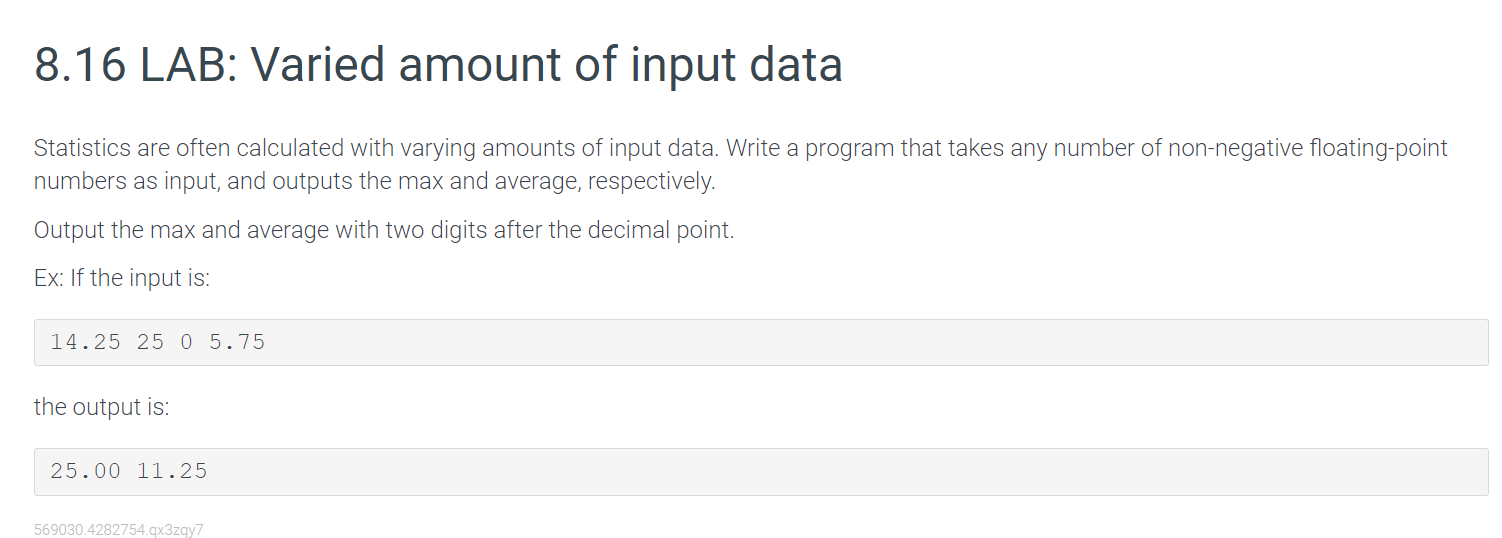 8.16 LAB: Varied amount of input data
Statistics are often calculated with varying amounts of input data. Write a program that takes any number of non-negative floating-point
numbers as input, and outputs the max and average, respectively.
Output the max and average with two digits after the decimal point.
Ex: If the input is:
14.25 25 0 5.75
the output is:
25.00 11.25
569030.4282754.qx3zqy7